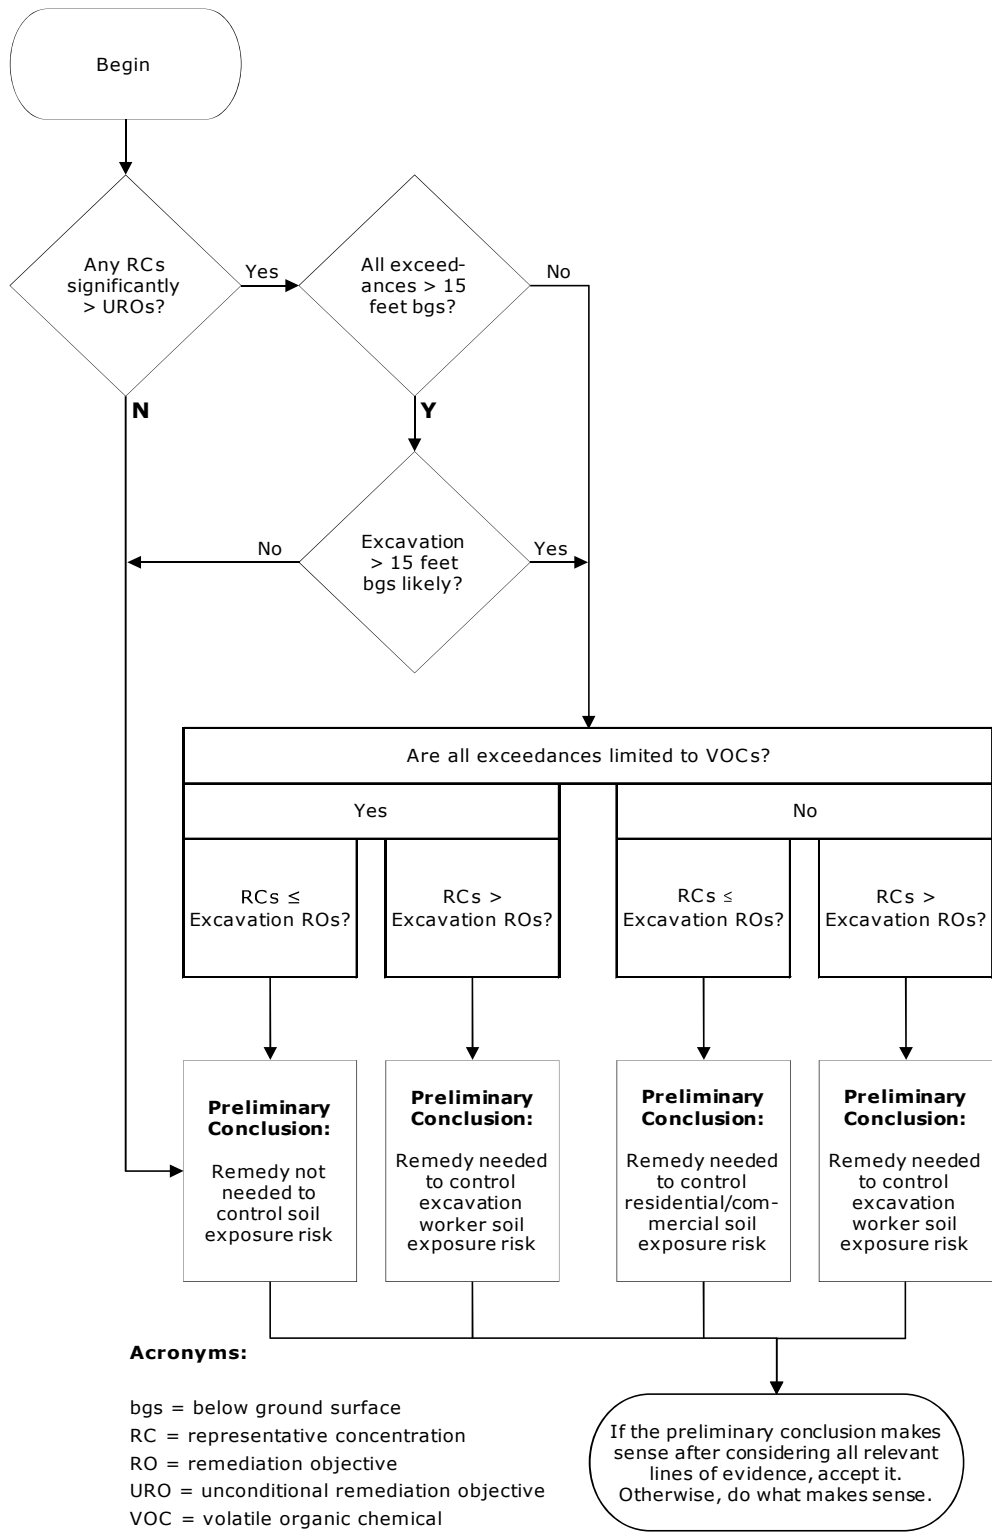 Begin
Any RCs
significantly
> UROs?
Yes
All exceed-
ances > 15
feet bgs?
No
N
Y
No
Excavation
> 15 feet
bgs likely?
Yes
Are all exceedances limited to VOCs?
Yes
No
RCs ≤
Excavation ROs?
RCs >
Excavation ROs?
RCs ≤
Excavation ROs?
RCs >
Excavation ROs?
Preliminary
Conclusion:
Remedy not
needed to
control soil
exposure risk
Preliminary
Conclusion:
Remedy needed
to control
excavation
worker soil
exposure risk
Preliminary
Conclusion:
Remedy needed
to control
residential/com-
mercial soil
exposure risk
Preliminary
Conclusion:
Remedy needed
to control
excavation
worker soil
exposure risk
Acronyms:
bgs = below ground surface
RC = representative concentration
RO = remediation objective
URO = unconditional remediation objective
VOC = volatile organic chemical
If the preliminary conclusion makes
sense after considering all relevant
lines of evidence, accept it.
Otherwise, do what makes sense.